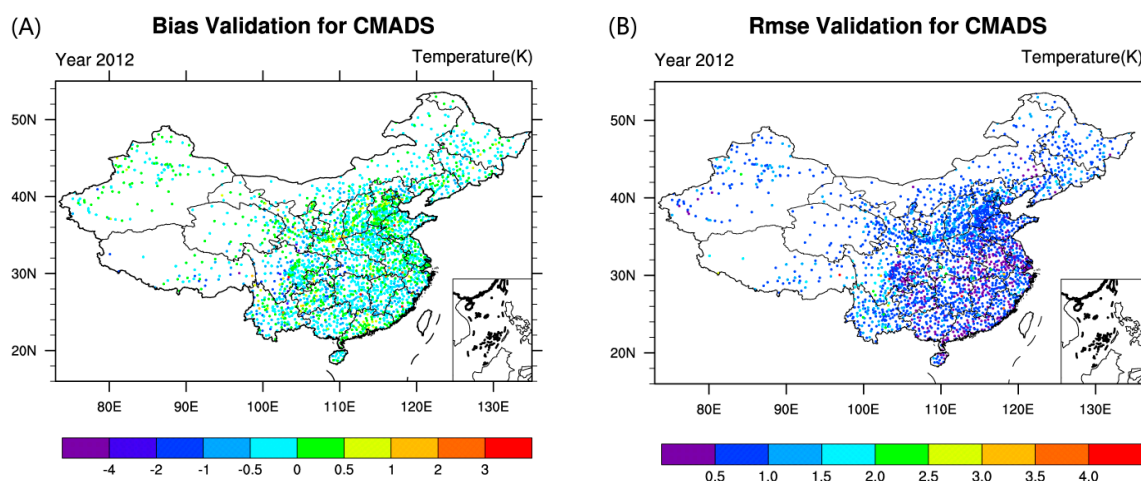 (A) Bias Validation for CMADS
Year 2012 Temperature(K)
50N
40N
30N
20N
80E 90E 100E 110E 120E 130E
-4 -2 -1 -0.5 0 0.5 1 2 3
(B) Rmse Validation for CMADS
Year 2012 Temperature(K)
50N
40N
30N
20N
80E 90E 100E 110E 120E 130E
0.5 1.0 1.5 2.0 2.5 3.0 3.5 4.0